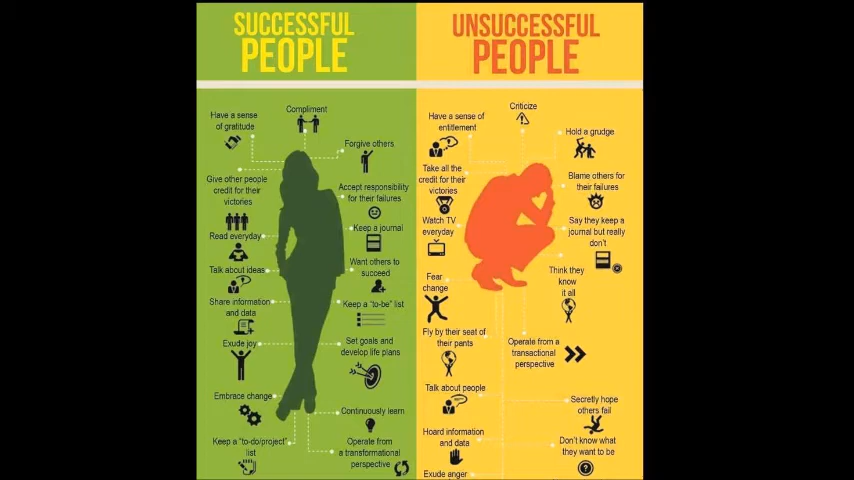 SUCCESSFUL
PEOPLE
Compliment
Have a sense
of gratitude
Forgive others
Give other people
credit for their
victories
Accept responsibility
for their failures
Read everyday
Keep a journal
Talk about ideas
Want others to
succeed
Share information
and data
Keep a "to-be" list
Exude joy
Set goals and
develop life plans
Embrace change
Continuously learn
Keep a "to-do/project"
list
Operate from
a transformational
perspective
UNSUCCESSFUL
PEOPLE
Criticize
Have a sense of
entitlement
Hold a grudge
Take all the
credit for their
victories
Blame others for
their failures
Watch TV
everyday
Say they keep a
journal but really
don't
Fear
change
Think they
know
it all
Fly by their seat of
their pants
Operate from a
transactional
perspective
Talk about people
Secretly hope
others fail
Hoard information
and data
Don't know what
they want to be
Exude anger